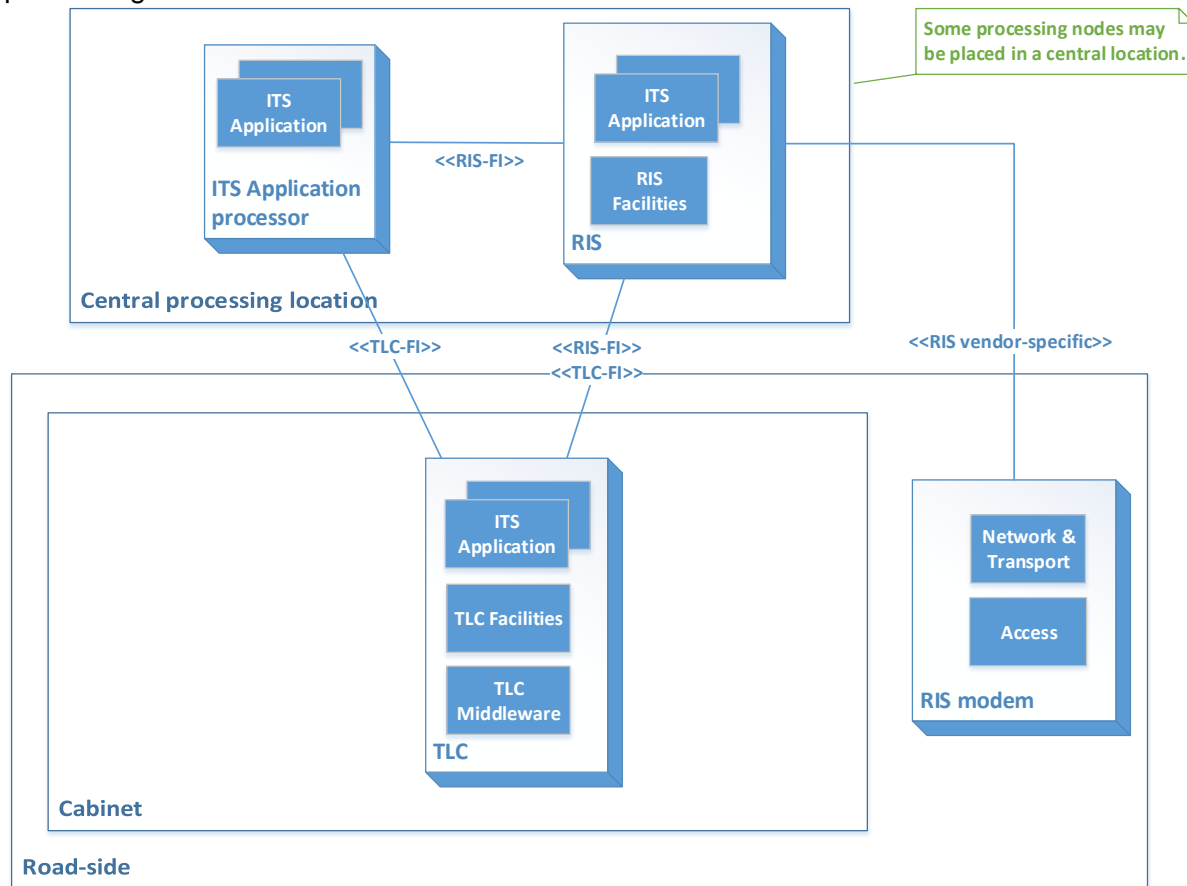 Some processing nodes may
be placed in a central location.
ITS
Application
ITS Application
processor
<<RIS-FI>>
ITS
Application
RIS
Facilities
RIS
Central processing location
<<TLC-FI>>
<<RIS-FI>>
<<TLC-FI>>
<<RIS vendor-specific>>
ITS
Application
TLC Facilities
TLC
Middleware
TLC
Network &
Transport
Access
RIS modem
Cabinet
Road-side